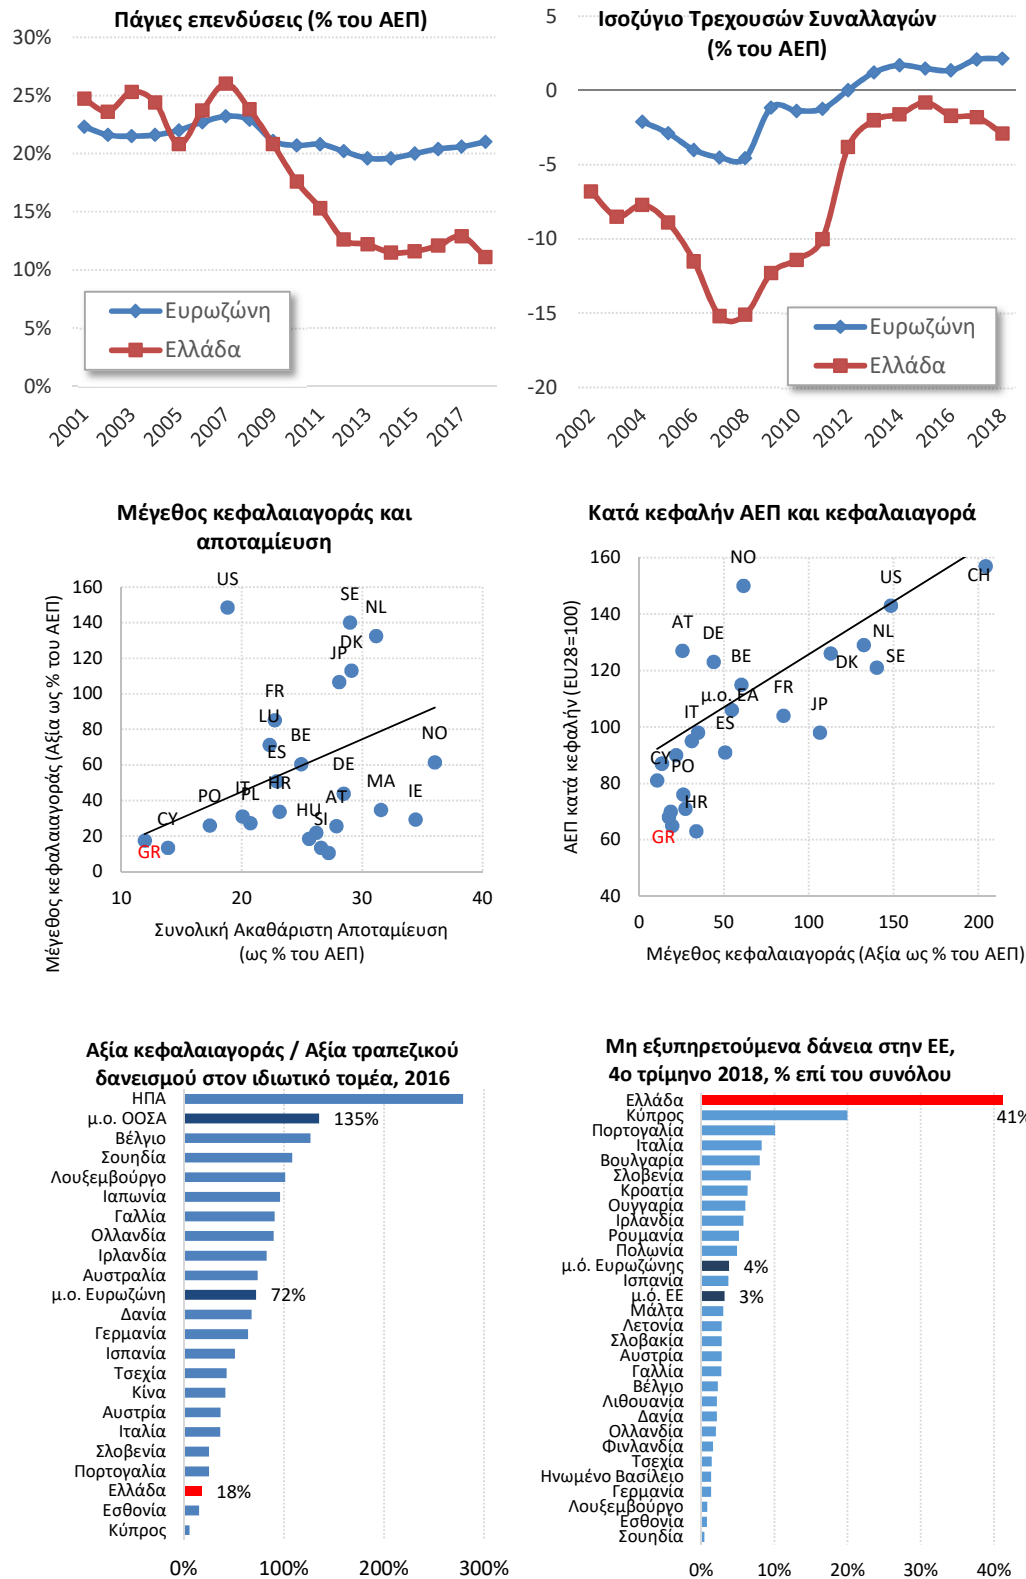 Πάγιες επενδύσεις (% του ΑΕΠ)
30%
25%
20%
15%
10%
5%
0%
Ευρωζώνη
Ελλάδα
2001
2003
2005
2007
2009
2011
2013
2015
2017
Ισοζύγιο Τρεχουσών Συναλλαγών
(% του ΑΕΠ)
5
0
-5
-10
-15
-20
Ευρωζώνη
Ελλάδα
2002
2004
2006
2008
2010
2012
2014
2016
2018
Μέγεθος κεφαλαιαγοράς και
αποταμίευση
Μέγεθος κεφαλαιαγοράς (Αξία ως % του ΑΕΠ)
160
140
120
100
80
60
40
20
0
US
SE
NL
DK
JP
FR
LU
BE
ES
NO
DE
HR
IT
PL
PO
MA
IE
AT
HU
SI
CY
GR
10
20
30
40
Συνολική Ακαθάριστη Αποταμίευση
(ως % του ΑΕΠ)
Κατά κεφαλήν ΑΕΠ και κεφαλαιαγορά
ΑΕΠ κατά κεφαλήν (EU28=100)
160
140
120
100
80
60
40
NO
US
CH
AT
DE
NL
BE
DK
SE
μ.ο. ΕΑ
FR
JP
IT
ES
CY
PO
HR
GR
0
50
100
150
200
Μέγεθος κεφαλαιαγοράς (Αξία ως % του ΑΕΠ)
Αξία κεφαλαιαγοράς / Αξία τραπεζικού
δανεισμού στον ιδιωτικό τομέα, 2016
ΗΠΑ
μ.ο. ΟΟΣΑ 135%
Βέλγιο
Σουηδία
Λουξεμβούργο
Ιαπωνία
Γαλλία
Ολλανδία
Ιρλανδία
Αυστραλία
μ.ο. Ευρωζώνη 72%
Δανία
Γερμανία
Ισπανία
Τσεχία
Κίνα
Αυστρία
Ιταλία
Σλοβενία
Πορτογαλία
Ελλάδα 18%
Εσθονία
Κύπρος
0% 100% 200% 300%
Μη εξυπηρετούμενα δάνεια στην ΕΕ,
4ο τρίμηνο 2018, % επί του συνόλου
Ελλάδα
41%
Κύπρος
Πορτογαλία
Ιταλία
Βουλγαρία
Σλοβενία
Κροατία
Ουγγαρία
Ιρλανδία
Ρουμανία
Πολωνία
μ.ό. Ευρωζώνης 4%
Ισπανία
μ.ό. ΕΕ 3%
Μάλτα
Λετονία
Σλοβακία
Αυστρία
Γαλλία
Βέλγιο
Λιθουανία
Δανία
Ολλανδία
Φινλανδία
Τσεχία
Ηνωμένο Βασίλειο
Γερμανία
Λουξεμβούργο
Εσθονία
Σουηδία
0% 10% 20% 30% 40%